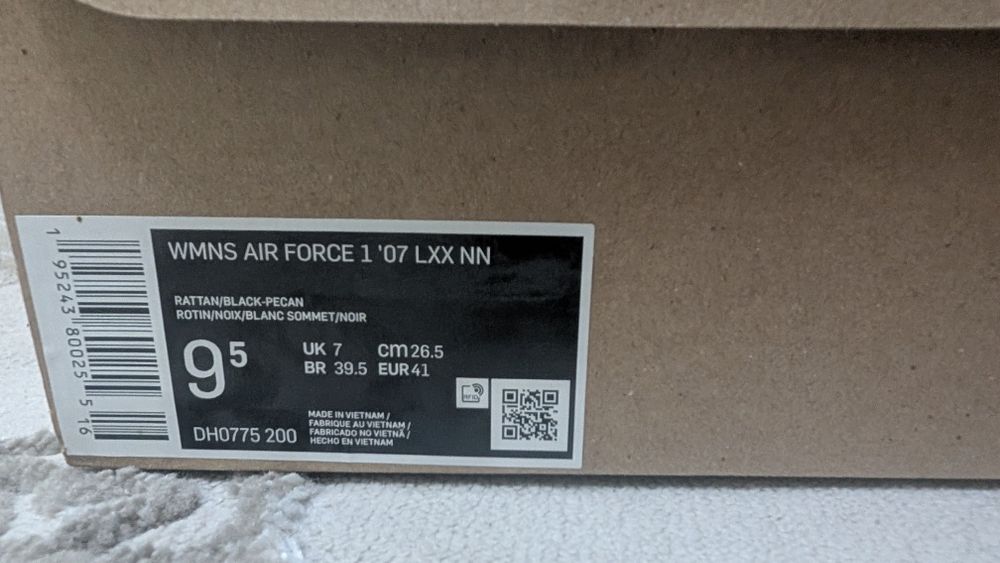 1 95243 80025 5 16
WMNS AIR FORCE 1 '07 LXX NN
RATTAN/BLACK-PECAN
ROTIN/NOIX/BLANC SOMMET/NOIR
9⁵
UK 7 cm 26.5
BR 39.5 EUR 41
RFID
DH0775 200
MADE IN VIETNAM /
FABRIQUE AU VIETNAM /
FABRICADO NO VIETNÃ /
HECHO EN VIETNAM